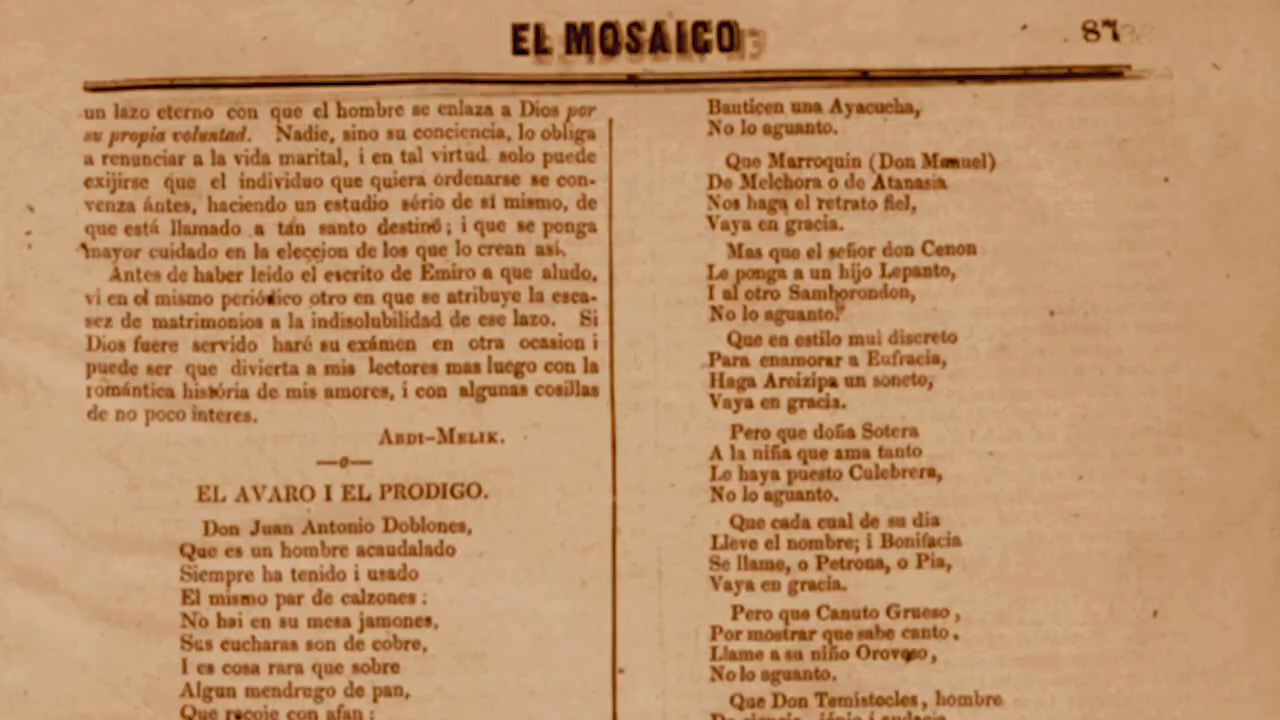 EL MOSAICO
87
un lazo eterno con que el hombre se enlaza a Dios por
su propia voluntad. Nadie, sino su conciencia, lo obliga
a renunciar a la vida marital, i en tal virtud solo puede
exijirse que el individuo que quiera ordenarse se con-
venza ántes, haciendo un estudio sério de sí mismo, de
que está llamado a tan santo destino; i que se ponga
mayor cuidado en la eleccion de los que lo crean así.
Antes de haber leido el escrito de Emiro a que aludo,
vi en el mismo periódico otro en que se atribuye la esca-
sez de matrimonios a la indisolubilidad de ese lazo. Si
Dios fuere servido haré su exámen en otra ocasion i
puede ser que divierta a mis lectores mas luego con la
romántica história de mis amores, i con algunas cosillas
de no poco interes.
ABDI-MELIK.
—o—
EL AVARO I EL PRODIGO.
Don Juan Antonio Doblones,
Que es un hombre acaudalado
Siempre ha tenido i usado
El mismo par de calzones:
No hai en su mesa jamones,
Sus cucharas son de cobre,
I es cosa rara que sobre
Algun mendrugo de pan,
Que recoje con afan;
Bauticen una Ayacucha,
No lo aguanto.
Que Marroquin (Don Manuel)
De Melchora o de Atanasia
Nos haga el retrato fiel,
Vaya en gracia.
Mas que el señor don Cenon
Le ponga a un hijo Lepanto,
I al otro Samborondon,
No lo aguanto.
Que en estilo mui discreto
Para enamorar a Eufracia,
Haga Areizipa un soneto,
Vaya en gracia.
Pero que doña Sotera
A la niña que ama tanto
Le haya puesto Culebrera,
No lo aguanto.
Que cada cual de su dia
Lleve el nombre; i Bonifacia
Se llame, o Petrona, o Pia,
Vaya en gracia.
Pero que Canuto Grueso,
Por mostrar que sabe canto.
Llame a su niño Oroveso,
No lo aguanto.
Que Don Temistocles, hombre